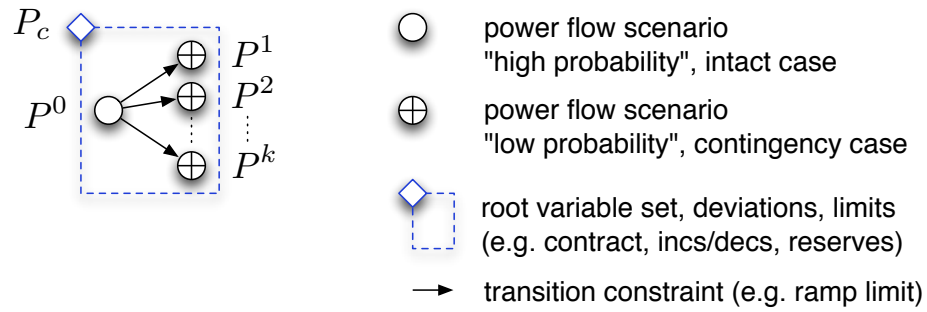 P_c
P^1
P^2
P^0
P^k
power flow scenario
"high probability", intact case
power flow scenario
"low probability", contingency case
root variable set, deviations, limits
(e.g. contract, incs/decs, reserves)
transition constraint (e.g. ramp limit)